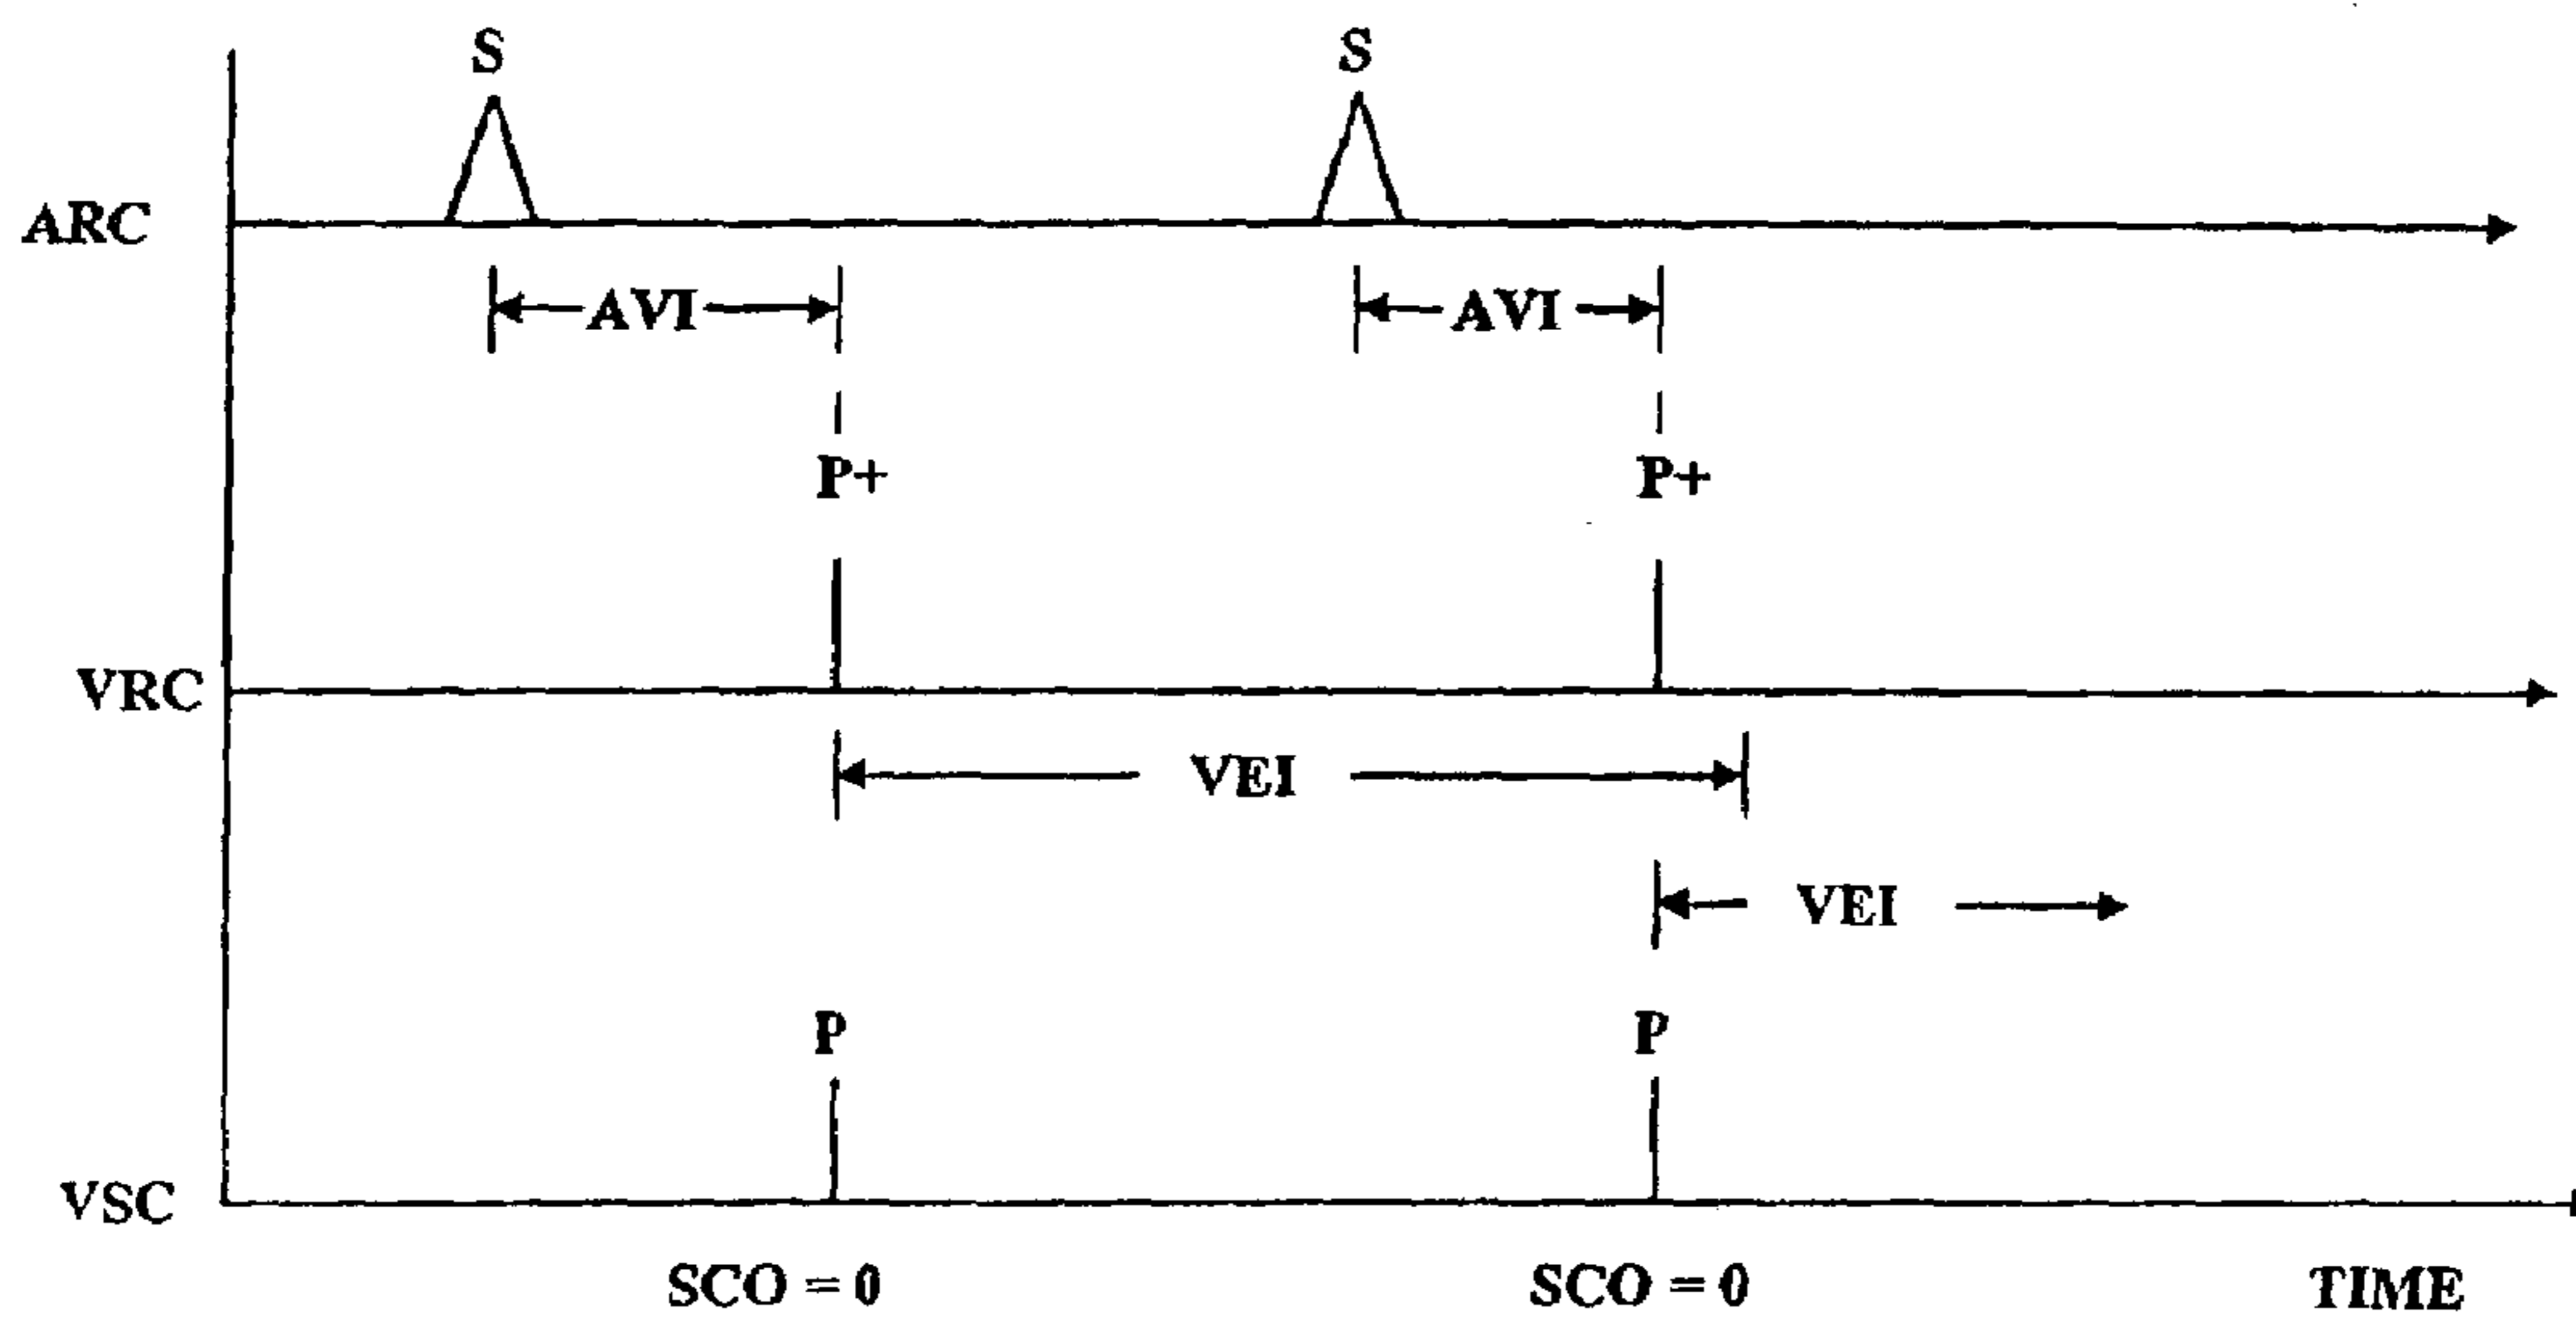 S S
ARC
AVI AVI
P+ P+
VRC
VEI
VEI
P P
VSC
SCO = 0 SCO = 0 TIME